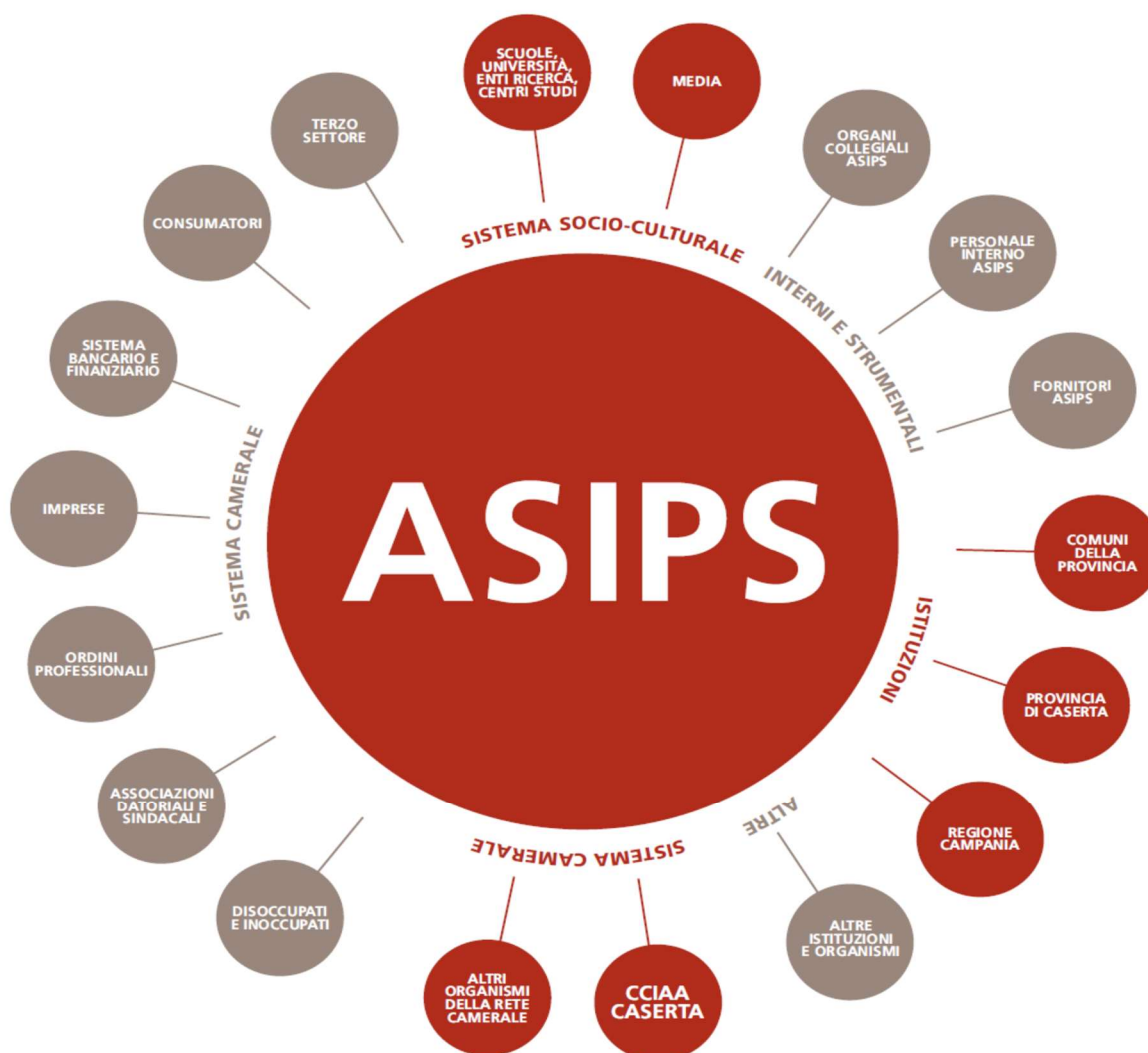 SCUOLE,
UNIVERSITÀ,
ENTI RICERCA,
CENTRI STUDI
MEDIA
ORGANI
COLLEGIALI
ASIPS
PERSONALE
INTERNO
ASIPS
FORNITORI
ASIPS
COMUNI
DELLA
PROVINCIA
PROVINCIA
DI CASERTA
REGIONE
CAMPANIA
ALTRE
ISTITUZIONI
E ORGANISMI
CCIAA
CASERTA
ALTRI
ORGANISMI
DELLA RETE
CAMERALE
DISOCCUPATI
E INOCCUPATI
ASSOCIAZIONI
DATORIALI E
SINDACALI
ORDINI
PROFESSIONALI
IMPRESE
SISTEMA
BANCARIO E
FINANZIARIO
CONSUMATORI
TERZO
SETTORE
SISTEMA SOCIO-CULTURALE
INTERNI E STRUMENTALI
ISTITUZIONI
ALTRE
SISTEMA CAMERALE
SISTEMA CAMERALE
ASIPS